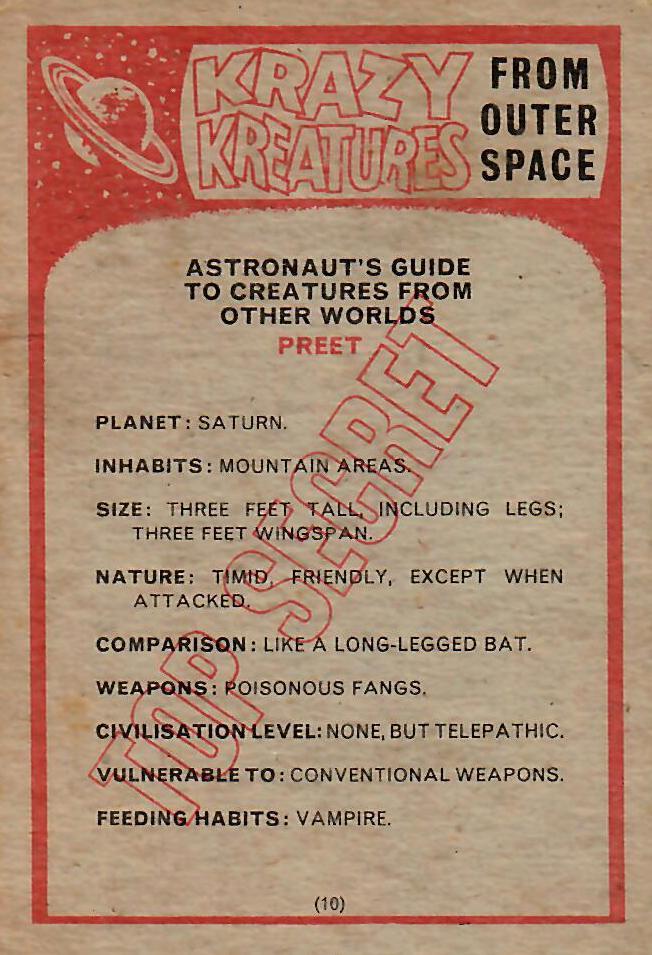 KRAZY
KREATURES
FROM
OUTER
SPACE
ASTRONAUT'S GUIDE
TO CREATURES FROM
OTHER WORLDS
PREET
PLANET: SATURN.
INHABITS: MOUNTAIN AREAS.
SIZE: THREE FEET TALL, INCLUDING LEGS;
THREE FEET WINGSPAN.
NATURE: TIMID, FRIENDLY, EXCEPT WHEN
ATTACKED.
COMPARISON: LIKE A LONG-LEGGED BAT.
WEAPONS: POISONOUS FANGS.
CIVILISATION LEVEL: NONE, BUT TELEPATHIC.
VULNERABLE TO: CONVENTIONAL WEAPONS.
FEEDING HABITS: VAMPIRE.
TOP SECRET
(10)